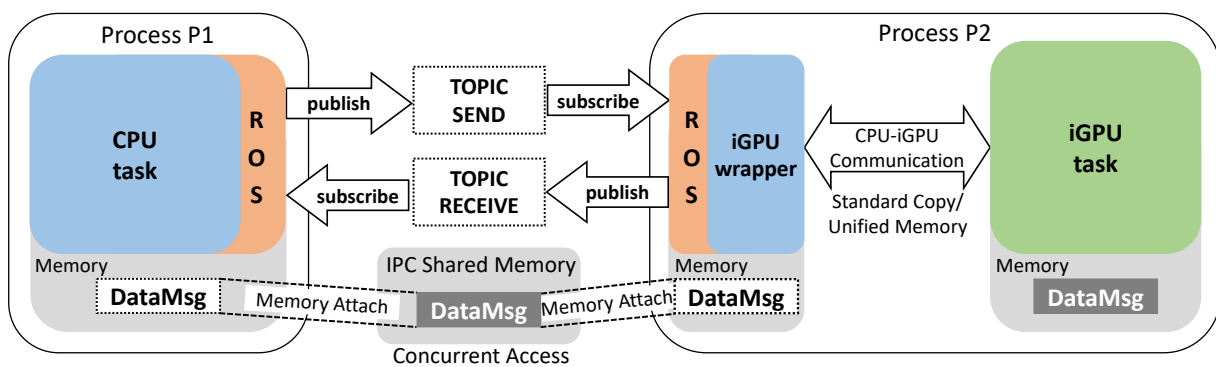 Process P1
Process P2
CPU
task
R
O
S
publish
TOPIC
SEND
subscribe
R
O
S
iGPU
wrapper
CPU-iGPU
Communication
Standard Copy/
Unified Memory
iGPU
task
subscribe
TOPIC
RECEIVE
publish
Memory
DataMsg
Memory Attach
IPC Shared Memory
DataMsg
Concurrent Access
Memory Attach
Memory
DataMsg
Memory
DataMsg